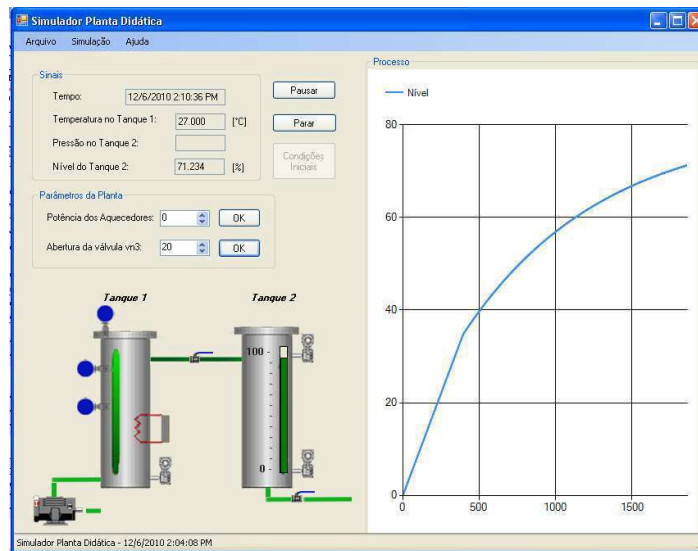 Simulador Planta Didática
Arquivo Simulação Ajuda
Sinais
Tempo: 12/6/2010 2:10:36 PM
Temperatura no Tanque 1: 27.000 [°C]
Pressão no Tanque 2:
Nível do Tanque 2: 71.234 [%]
Pausar
Parar
Condições
Iniciais
Parâmetros da Planta
Potência dos Aquecedores: 0 OK
Abertura da válvula vn3: 20 OK
Tanque 1
Tanque 2
100 -
0 -
Processo
Nível
80
60
40
20
0
0 500 1000 1500
Simulador Planta Didática - 12/6/2010 2:04:08 PM